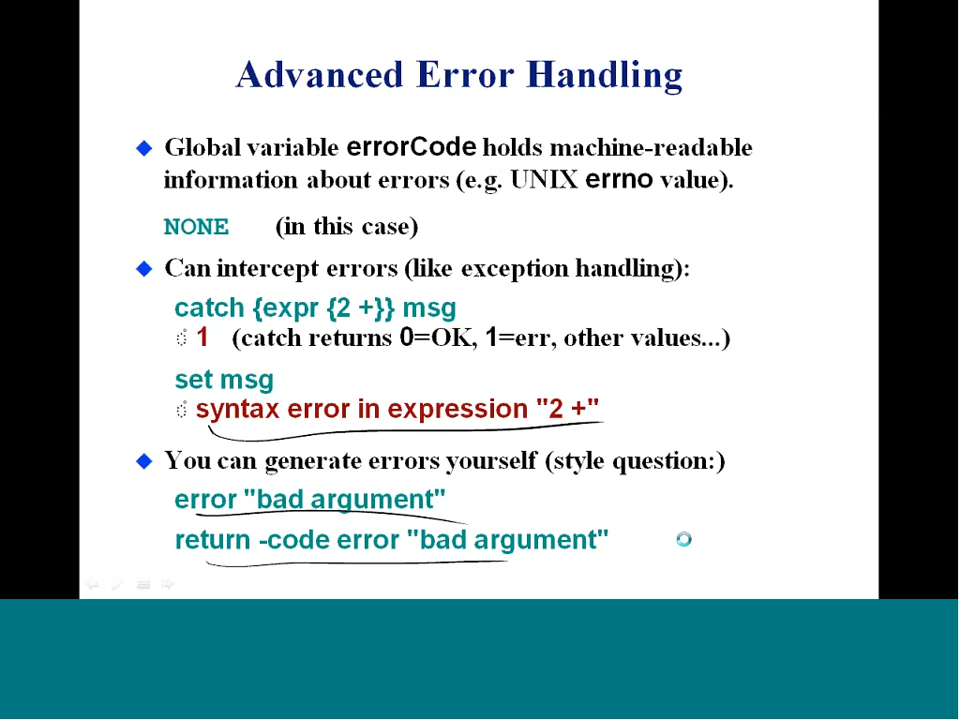 Advanced Error Handling
Global variable errorCode holds machine-readable
information about errors (e.g. UNIX errno value).
NONE (in this case)
Can intercept errors (like exception handling):
catch {expr {2 +}} msg
1 (catch returns 0=OK, 1=err, other values...)
set msg
syntax error in expression "2 +"
You can generate errors yourself (style question:)
error "bad argument"
return -code error "bad argument"